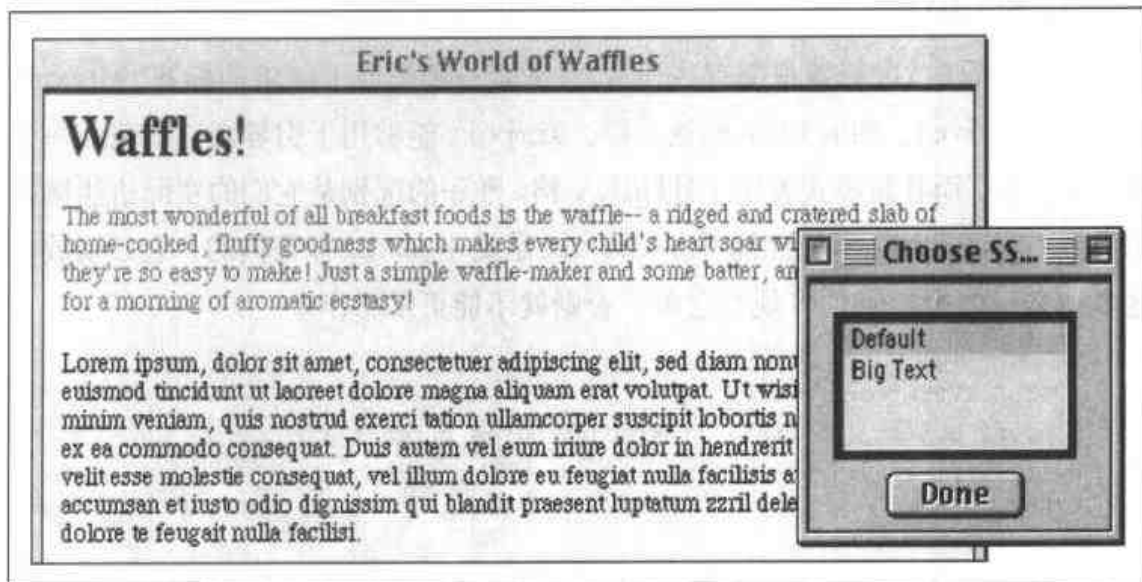 Eric's World of Waffles
Waffles!
The most wonderful of all breakfast foods is the waffle-- a ridged and cratered slab of
home-cooked, fluffy goodness which makes every child's heart soar
they're so easy to make! Just a simple waffle-maker and some batter,
for a morning of aromatic ecstasy!
Lorem ipsum, dolor sit amet, consectetuer adipiscing elit, sed diam
euismod tincidunt ut laoreet dolore magna aliquam erat volutpat. Ut wisi
minim veniam, quis nostrud exerci tation ullamcorper suscipit lobortis
ex ea commodo consequat. Duis autem vel eum iriure dolor in hendrerit
velit esse molestie consequat, vel illum dolore eu feugiat nulla facilisis
accumsan et iusto odio dignissim qui blandit praesent luptatum zzril
dolore te feugait nulla facilisi.
Choose SS...
Default
Big Text
Done